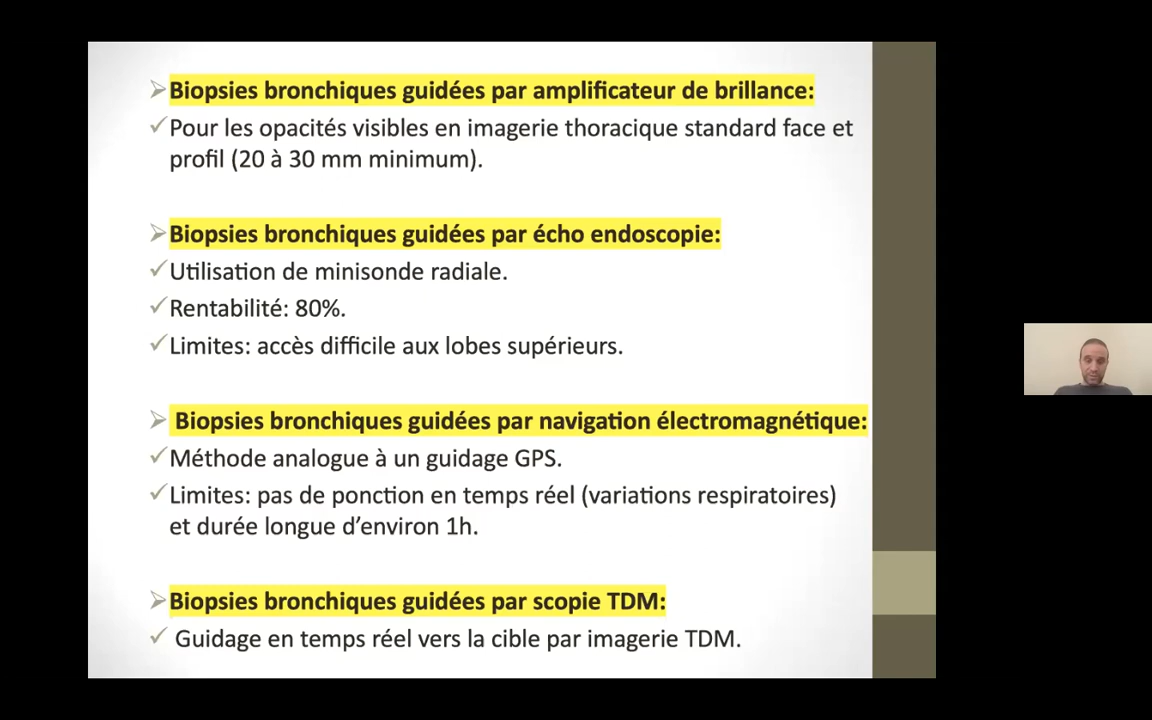 Biopsies bronchiques guidées par amplificateur de brillance:
Pour les opacités visibles en imagerie thoracique standard face et
profil (20 à 30 mm minimum).
Biopsies bronchiques guidées par écho endoscopie:
Utilisation de minisonde radiale.
Rentabilité: 80%.
Limites: accès difficile aux lobes supérieurs.
Biopsies bronchiques guidées par navigation électromagnétique:
Méthode analogue à un guidage GPS.
Limites: pas de ponction en temps réel (variations respiratoires)
et durée longue d’environ 1h.
Biopsies bronchiques guidées par scopie TDM:
Guidage en temps réel vers la cible par imagerie TDM.